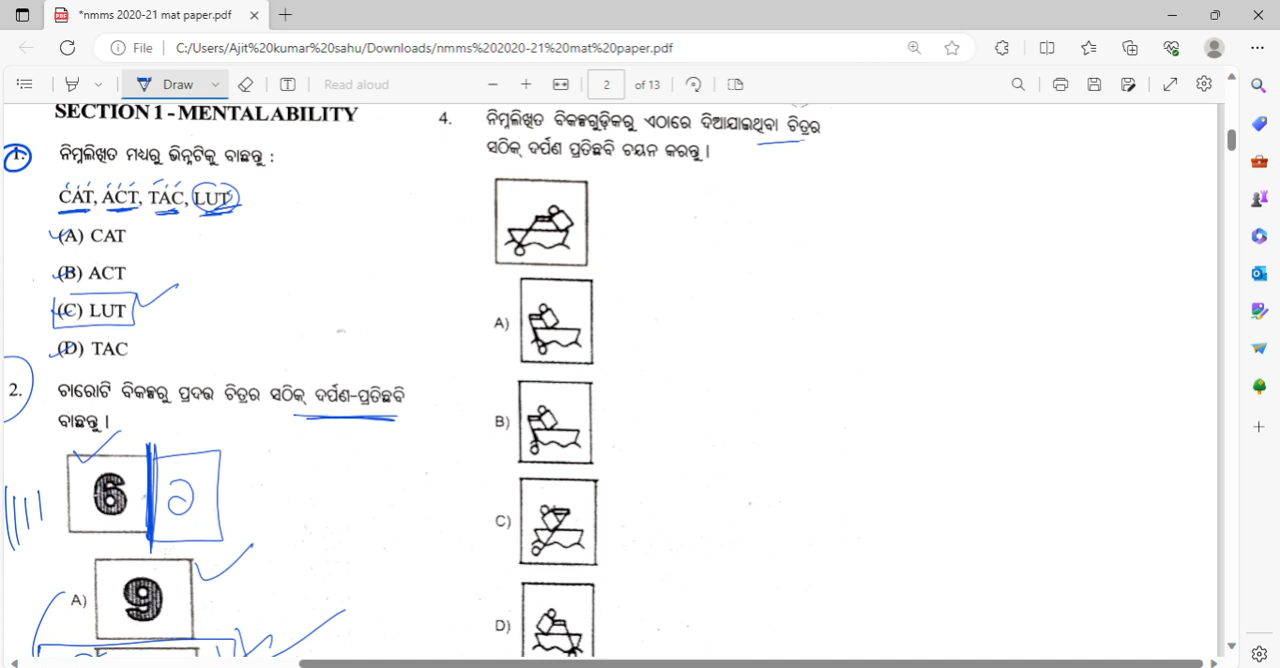 *nmms 2020-21 mat paper.pdf
File
C:/Users/Ajit%20kumar%20sahu/Downloads/nmms%202020-21%20mat%20paper.pdf
Draw
Read aloud
2
of 13
SECTION 1 - MENTAL ABILITY
1.
ନିମ୍ନଲିଖିତ ମଧ୍ୟରୁ ଭିନ୍ନଟିକୁ ବାଛନ୍ତୁ :
CAT, ACT, TAC, LUT
(A) CAT
(B) ACT
(C) LUT
(D) TAC
2.
ଚାରୋଟି ବିକଳ୍ପରୁ ପ୍ରଦତ୍ତ ଚିତ୍ରର ସଠିକ୍ ଦର୍ପଣ-ପ୍ରତିଛବି
ବାଛନ୍ତୁ ।
6
A)
9
4.
ନିମ୍ନଲିଖିତ ବିକଳ୍ପଗୁଡ଼ିକରୁ ଏଠାରେ ଦିଆଯାଇଥିବା ଚିତ୍ରର
ସଠିକ୍ ଦର୍ପଣ ପ୍ରତିଛବି ଚୟନ କରନ୍ତୁ ।
A)
B)
C)
D)